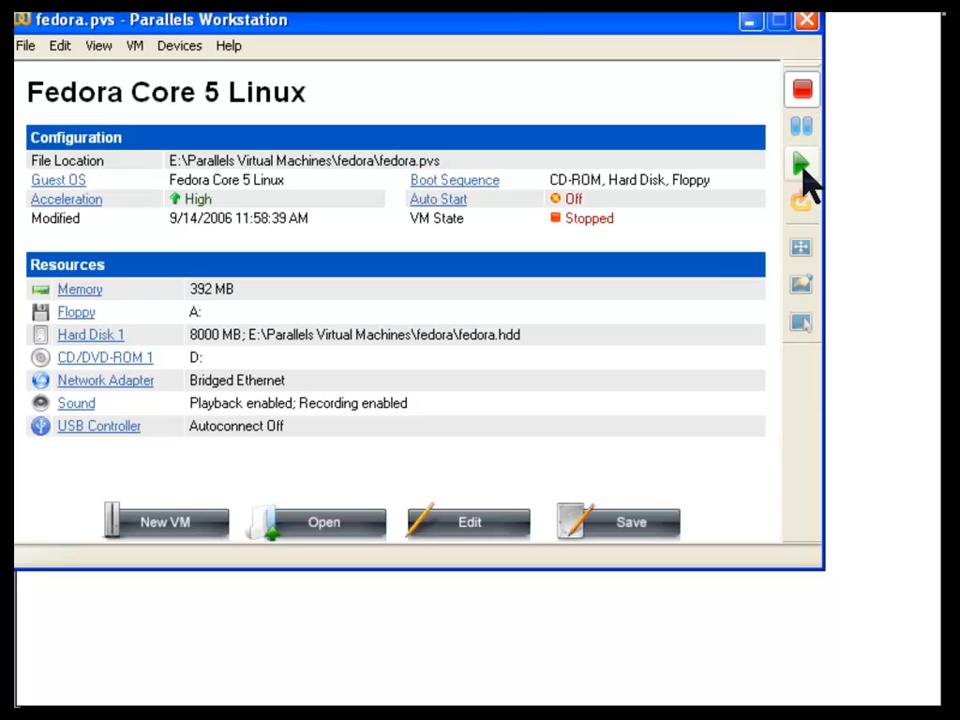 fedora.pvs - Parallels Workstation
File Edit View VM Devices Help
Fedora Core 5 Linux
Configuration
File Location E:\Parallels Virtual Machines\fedora\fedora.pvs
Guest OS Fedora Core 5 Linux Boot Sequence CD-ROM, Hard Disk, Floppy
Acceleration High Auto Start Off
Modified 9/14/2006 11:58:39 AM VM State Stopped
Resources
Memory 392 MB
Floppy A:
Hard Disk 1 8000 MB; E:\Parallels Virtual Machines\fedora\fedora.hdd
CD/DVD-ROM 1 D:
Network Adapter Bridged Ethernet
Sound Playback enabled; Recording enabled
USB Controller Autoconnect Off
New VM Open Edit Save